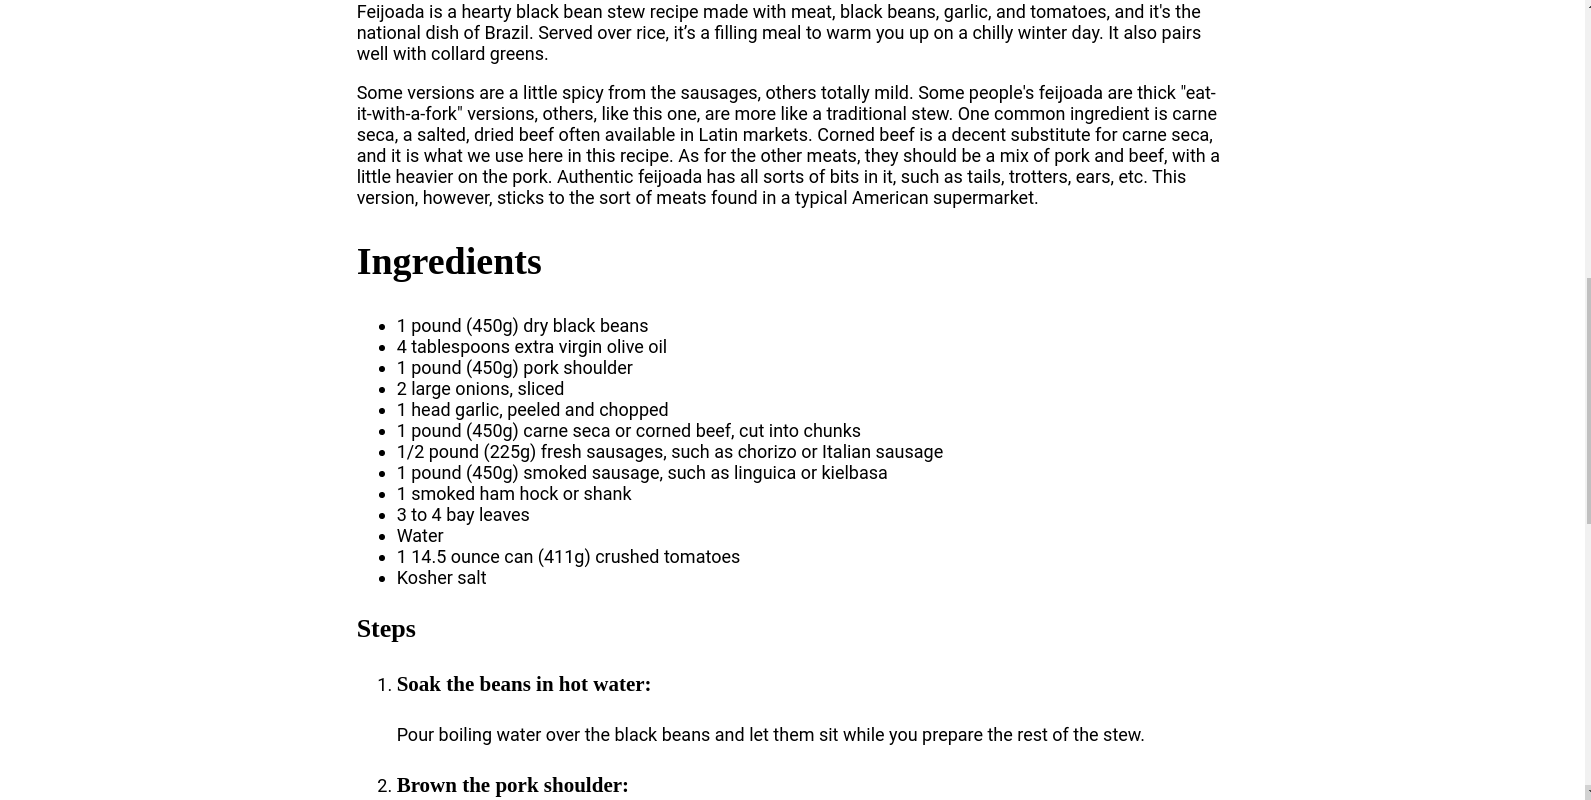 Feijoada is a hearty black bean stew recipe made with meat, black beans, garlic, and tomatoes, and it's the
national dish of Brazil. Served over rice, it’s a filling meal to warm you up on a chilly winter day. It also pairs
well with collard greens.
Some versions are a little spicy from the sausages, others totally mild. Some people's feijoada are thick "eat-
it-with-a-fork" versions, others, like this one, are more like a traditional stew. One common ingredient is carne
seca, a salted, dried beef often available in Latin markets. Corned beef is a decent substitute for carne seca,
and it is what we use here in this recipe. As for the other meats, they should be a mix of pork and beef, with a
little heavier on the pork. Authentic feijoada has all sorts of bits in it, such as tails, trotters, ears, etc. This
version, however, sticks to the sort of meats found in a typical American supermarket.
Ingredients
• 1 pound (450g) dry black beans
• 4 tablespoons extra virgin olive oil
• 1 pound (450g) pork shoulder
• 2 large onions, sliced
• 1 head garlic, peeled and chopped
• 1 pound (450g) carne seca or corned beef, cut into chunks
• 1/2 pound (225g) fresh sausages, such as chorizo or Italian sausage
• 1 pound (450g) smoked sausage, such as linguica or kielbasa
• 1 smoked ham hock or shank
• 3 to 4 bay leaves
• Water
• 1 14.5 ounce can (411g) crushed tomatoes
• Kosher salt
Steps
1. Soak the beans in hot water:
Pour boiling water over the black beans and let them sit while you prepare the rest of the stew.
2. Brown the pork shoulder: